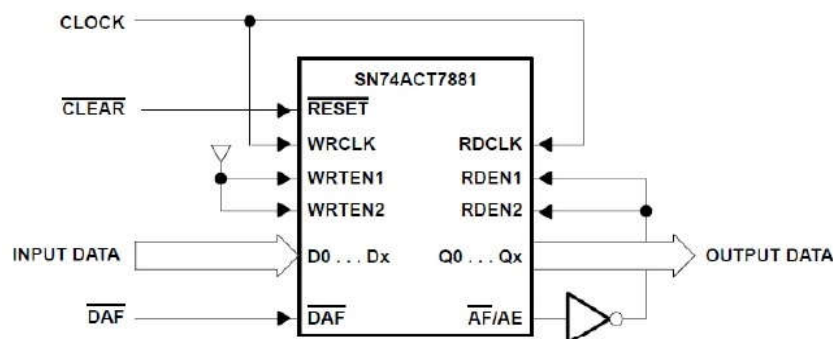 CLOCK
SN74ACT7881
CLEAR
RESET
WRCLK RDCLK
WRTEN1 RDEN1
WRTEN2 RDEN2
INPUT DATA D0 . . . Dx Q0 . . . Qx OUTPUT DATA
DAF DAF AF/AE